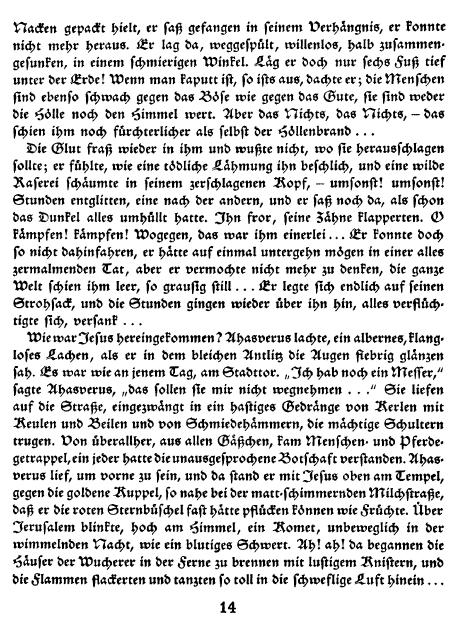 Nacken gepackt hielt, er saß gefangen in seinem Verhängnis, er konnte
nicht mehr heraus. Er lag da, weggespült, willenlos, halb zusammen-
gesunken, in einem schmierigen Winkel. Läg er doch nur sechs Fuß tief
unter der Erde! Wenn man kaputt ist, so ists aus, dachte er; die Menschen
sind ebenso schwach gegen das Böse wie gegen das Gute, sie sind weder
die Hölle noch den Himmel wert. Aber das Nichts, das Nichts, – das
schien ihm noch fürchterlicher als selbst der Höllenbrand ...
Die Glut fraß wieder in ihm und wußte nicht, wo sie herausschlagen
sollte; er fühlte, wie eine tödliche Lähmung ihn beschlich, und eine wilde
Raserei schäumte in seinem zerschlagenen Kopf, – umsonst! umsonst!
Stunden entglitten, eine nach der andern, und er saß noch da, als schon
das Dunkel alles umhüllt hatte. Ihn fror, seine Zähne klapperten. O
kämpfen! kämpfen! Wogegen, das war ihm einerlei ... Er konnte doch
so nicht dahinfahren, er hätte auf einmal untergehn mögen in einer alles
zermalmenden Tat, aber er vermochte nicht mehr zu denken, die ganze
Welt schien ihm leer, so grausig still ... Er legte sich endlich auf seinen
Strohsack, und die Stunden gingen wieder über ihn hin, alles verflüch-
tigte sich, versank ...
Wie war Jesus hereingekommen? Ahasverus lachte, ein albernes, klang-
loses Lachen, als er in dem bleichen Antlitz die Augen fiebrig glänzen
sah. Es war wie an jenem Tag, am Stadttor. „Ich hab noch ein Messer,“
sagte Ahasverus, „das sollen sie mir nicht wegnehmen ...“ Sie liefen
auf die Straße, eingezwängt in ein hastiges Gedränge von Kerlen mit
Keulen und Beilen und von Schmiedehämmern, die mächtige Schultern
trugen. Von überallher, aus allen Gäßchen, kam Menschen- und Pferde-
getrappel, ein jeder hatte die unausgesprochene Botschaft verstanden. Ahas-
verus lief, um vorne zu sein, und da stand er mit Jesus oben am Tempel,
gegen die goldene Kuppel, so nahe bei der matt-schimmernden Milchstraße,
daß er die roten Sternbüschel fast hätte pflücken können wie Früchte. Über
Jerusalem blinkte, hoch am Himmel, ein Komet, unbeweglich in der
wimmelnden Nacht, wie ein blutiges Schwert. Ah! ah! da begannen die
Häuser der Wucherer in der Ferne zu brennen mit lustigem Knistern, und
die Flammen flackerten und tanzten so toll in die schweflige Luft hinein ...
14